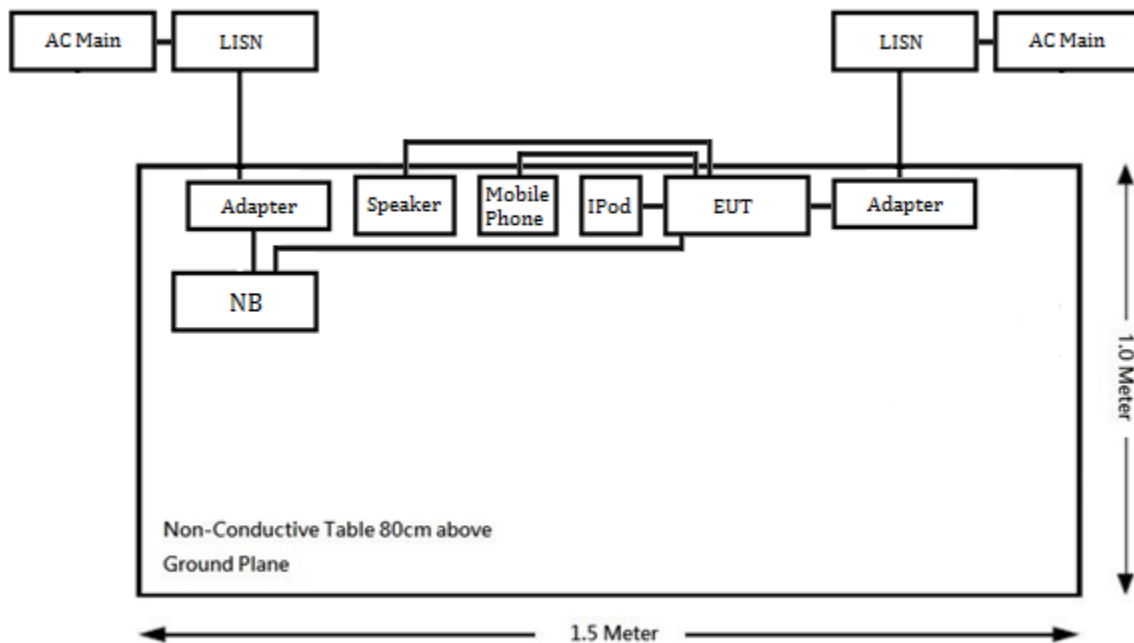 AC Main
LISN
LISN
AC Main
Adapter
Speaker
Mobile
Phone
IPod
EUT
Adapter
NB
1.0 Meter
Non-Conductive Table 80cm above
Ground Plane
1.5 Meter